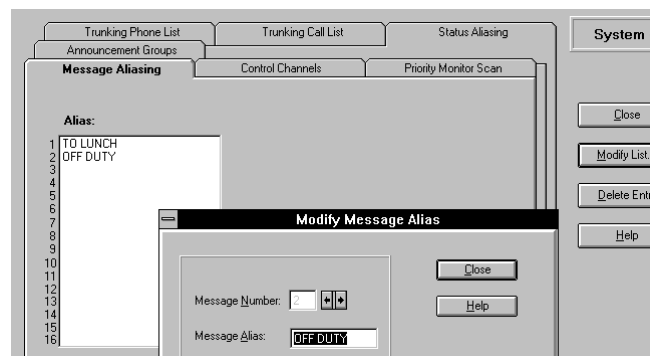 Trunking Phone List
Trunking Call List
Status Aliasing
Announcement Groups
Message Aliasing
Control Channels
Priority Monitor Scan
System
Alias:
1 TO LUNCH
2 OFF DUTY
3
4
5
6
7
8
9
10
11
12
13
14
15
16
Close
Modify List.
Delete Entr
Help
Modify Message Alias
Message Number: 2
Message Alias: OFF DUTY
Close
Help